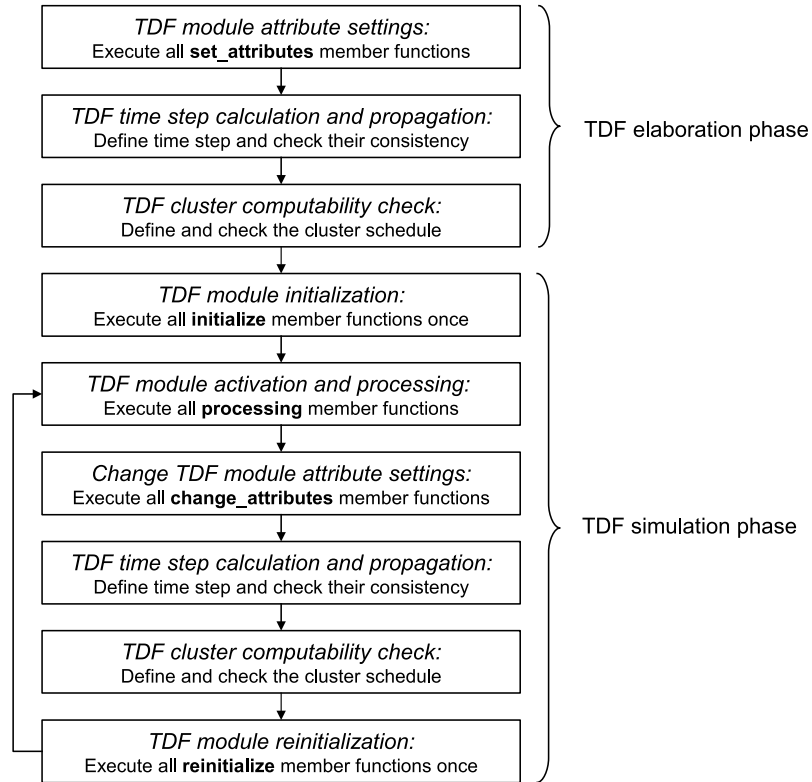 TDF module attribute settings:
Execute all set_attributes member functions
TDF time step calculation and propagation:
Define time step and check their consistency
TDF cluster computability check:
Define and check the cluster schedule
TDF elaboration phase
TDF module initialization:
Execute all initialize member functions once
TDF module activation and processing:
Execute all processing member functions
Change TDF module attribute settings:
Execute all change_attributes member functions
TDF time step calculation and propagation:
Define time step and check their consistency
TDF cluster computability check:
Define and check the cluster schedule
TDF module reinitialization:
Execute all reinitialize member functions once
TDF simulation phase